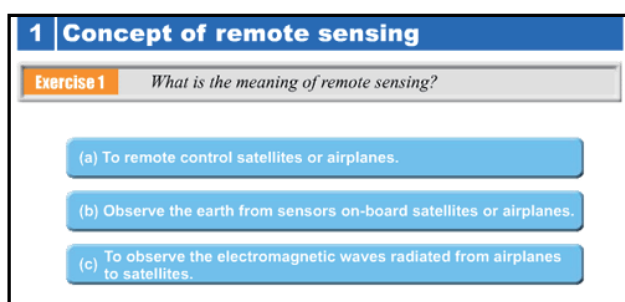 1 Concept of remote sensing
Exercise 1 What is the meaning of remote sensing?
(a) To remote control satellites or airplanes.
(b) Observe the earth from sensors on-board satellites or airplanes.
(c) To observe the electromagnetic waves radiated from airplanes
to satellites.